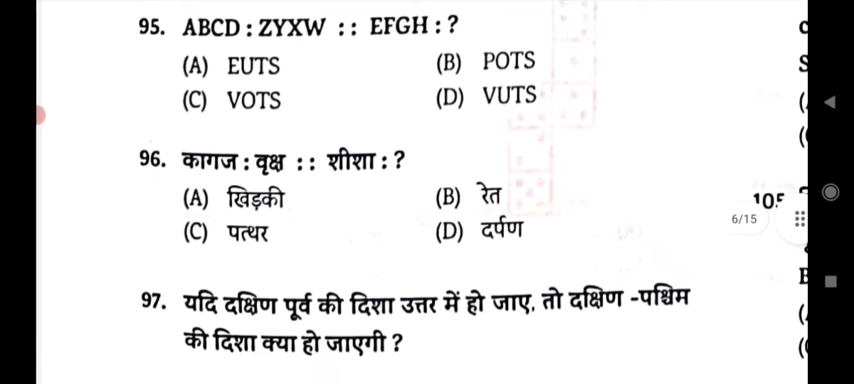 95. ABCD : ZYXW :: EFGH : ?
(A) EUTS (B) POTS
(C) VOTS (D) VUTS
96. कागज : वृक्ष :: शीशा : ?
(A) खिड़की (B) रेत
(C) पत्थर (D) दर्पण
97. यदि दक्षिण पूर्व की दिशा उत्तर में हो जाए, तो दक्षिण -पश्चिम
की दिशा क्या हो जाएगी ?
105
6/15